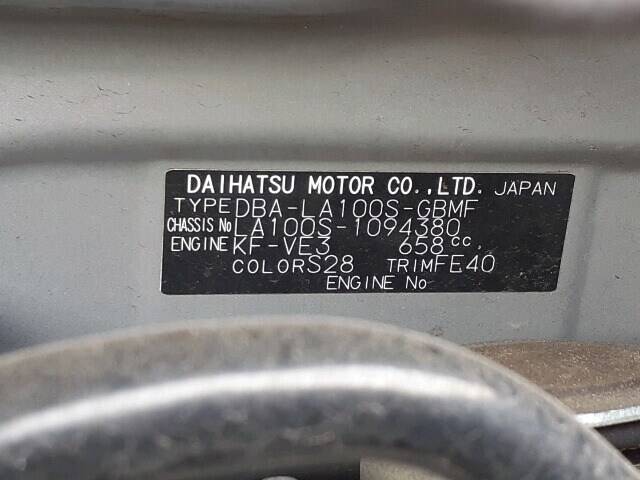 DAIHATSU MOTOR CO.,LTD. JAPAN
TYPE DBA-LA100S-GBMF
CHASSIS No LA100S-1094380
ENGINE KF-VE3 658cc
COLOR S28 TRIM FE40
ENGINE No